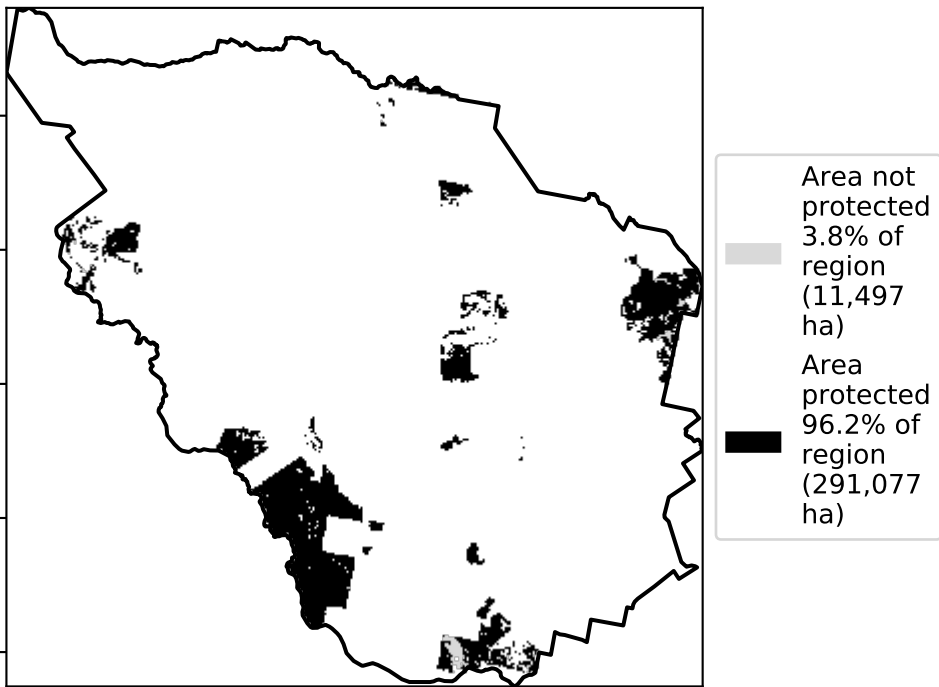 Area not
protected
3.8% of
region
(11,497
ha)
Area
protected
96.2% of
region
(291,077
ha)